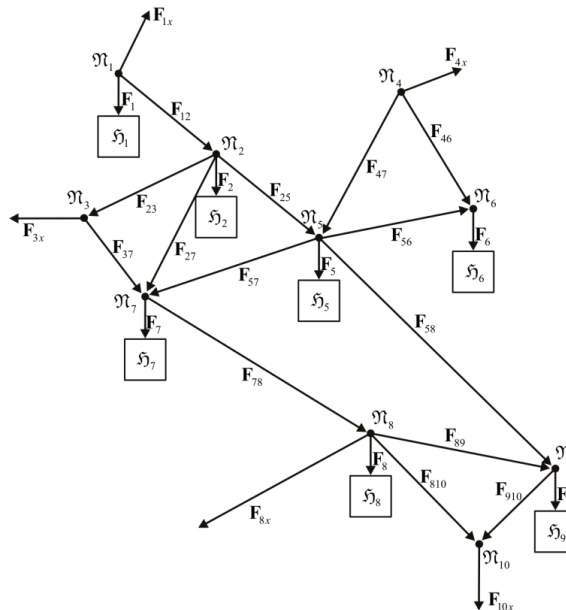 𝐅₁ₓ
𝔑₁
𝐅₁
ℌ₁
𝐅₁₂
𝐅₄ₓ
𝔑₄
𝐅₄₆
𝐅₄₇
𝔑₂
𝐅₂
ℌ₂
𝐅₂₃
𝐅₂₅
𝐅₂₇
𝔑₃
𝐅₃ₓ
𝐅₃₇
𝔑₆
𝐅₆
ℌ₆
𝔑₅
𝐅₅₆
𝐅₅
ℌ₅
𝐅₅₇
𝐅₅₈
𝔑₇
𝐅₇
ℌ₇
𝐅₇₈
𝔑₈
𝐅₈
ℌ₈
𝐅₈₉
𝐅₈₁₀
𝐅₈ₓ
𝔑
𝐅
ℌ₉
𝐅₉₁₀
𝔑₁₀
𝐅₁₀ₓ